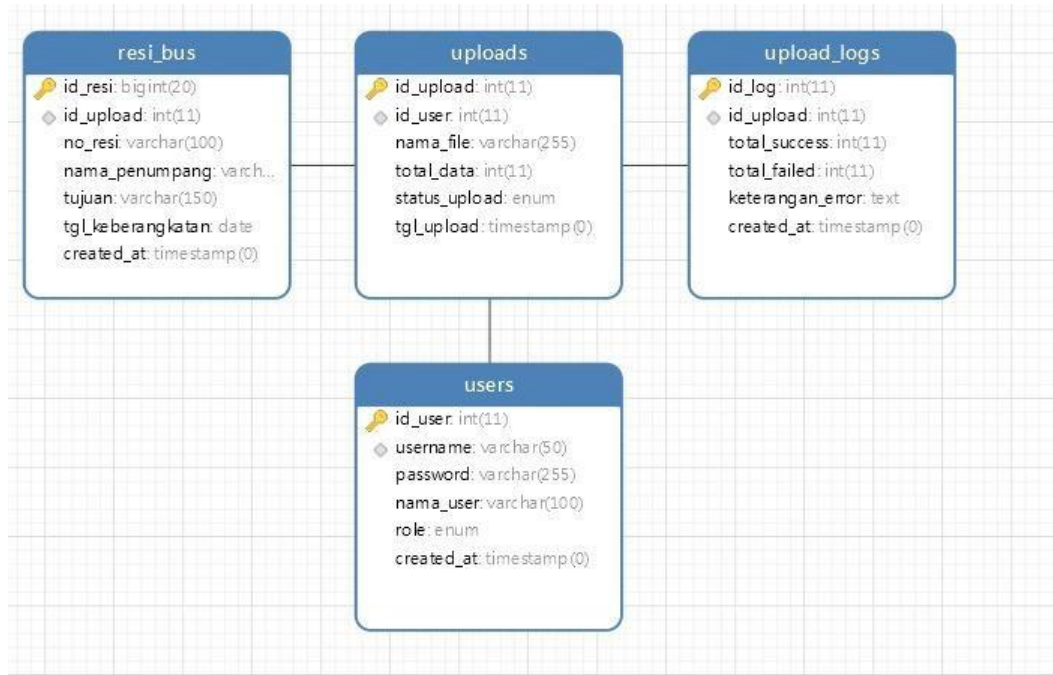 resi_bus
id_resi: bigint(20)
id_upload: int(11)
no_resi: varchar(100)
nama_penumpang: varch...
tujuan: varchar(150)
tgl_keberangkatan: date
created_at: timestamp(0)
uploads
id_upload: int(11)
id_user: int(11)
nama_file: varchar(255)
total_data: int(11)
status_upload: enum
tgl_upload: timestamp(0)
upload_logs
id_log: int(11)
id_upload: int(11)
total_success: int(11)
total_failed: int(11)
keterangan_error: text
created_at: timestamp(0)
users
id_user: int(11)
username: varchar(50)
password: varchar(255)
nama_user: varchar(100)
role: enum
created_at: timestamp(0)